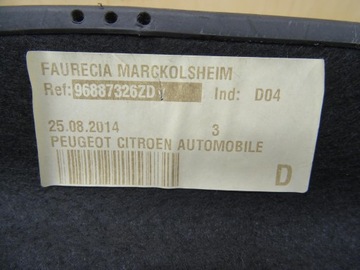 FAURECIA MARCKOLSHEIM
Ref: 96887326ZD Ind: D04
25.08.2014 3
PEUGEOT CITROEN AUTOMOBILE
D